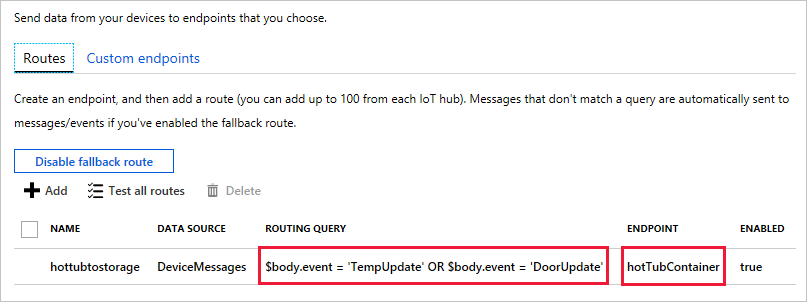 Send data from your devices to endpoints that you choose.
Routes Custom endpoints
Create an endpoint, and then add a route (you can add up to 100 from each IoT hub). Messages that don't match a query are automatically sent to
messages/events if you've enabled the fallback route.
Disable fallback route
Add Test all routes Delete
NAME DATA SOURCE ROUTING QUERY ENDPOINT ENABLED
hottubtostorage DeviceMessages $body.event = 'TempUpdate' OR $body.event = 'DoorUpdate' hotTubContainer true